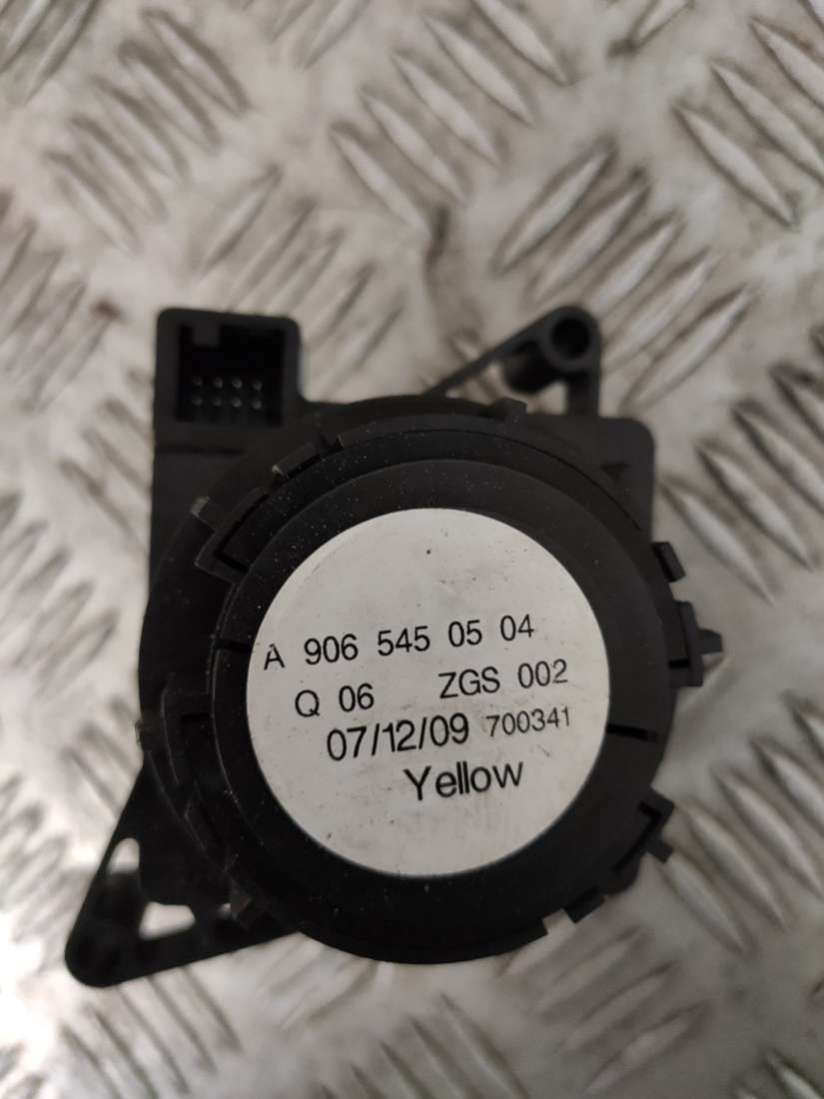 A 906 545 05 04
Q 06 ZGS 002
07/12/09 700341
Yellow